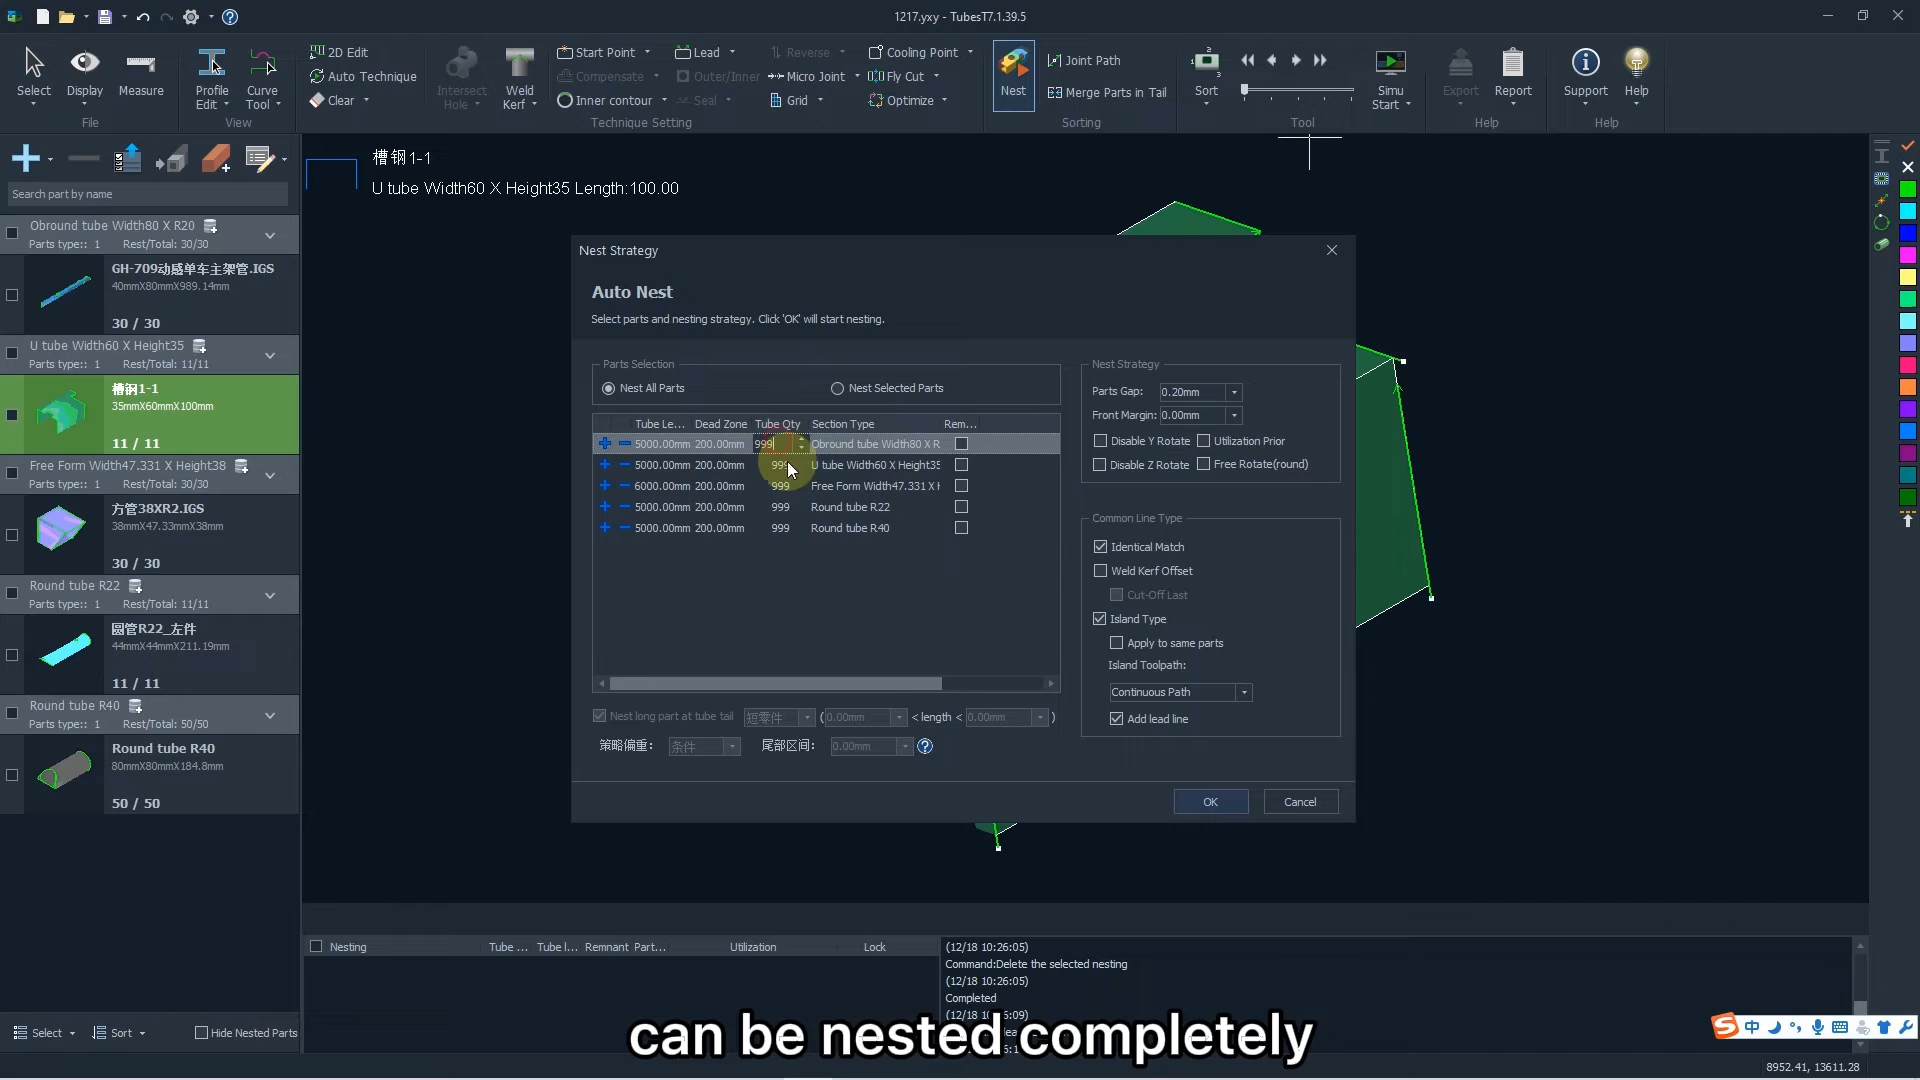 1217.yxy - TubesT7.1.39.5
Select
Display
Measure
File
Profile Edit
Curve Tool
View
2D Edit
Auto Technique
Clear
Intersect Hole
Weld Kerf
Start Point
Compensate
Inner contour
Lead
Outer/Inner
Seal
Reverse
Micro Joint
Grid
Cooling Point
Fly Cut
Optimize
Technique Setting
Nest
Joint Path
Merge Parts in Tail
Sorting
Sort
Simu Start
Tool
Export
Report
Help
Support
Help
Help
Search part by name
Obround tube Width80 X R20
Parts type:: 1 Rest/Total: 30/30
GH-709动感单车主架管.IGS
40mmX80mmX989.14mm
30 / 30
U tube Width60 X Height35
Parts type:: 1 Rest/Total: 11/11
槽钢1-1
35mmX60mmX100mm
11 / 11
Free Form Width47.331 X Height38
Parts type:: 1 Rest/Total: 30/30
方管38XR2.IGS
38mmX47.33mmX38mm
30 / 30
Round tube R22
Parts type:: 1 Rest/Total: 11/11
圆管R22_左件
44mmX44mmX211.19mm
11 / 11
Round tube R40
Parts type:: 1 Rest/Total: 50/50
Round tube R40
80mmX80mmX184.8mm
50 / 50
Select Sort Hide Nested Parts
槽钢1-1
U tube Width60 X Height35 Length:100.00
Nest Strategy
Auto Nest
Select parts and nesting strategy. Click 'OK' will start nesting.
Parts Selection
Nest All Parts Nest Selected Parts
Tube Le... Dead Zone Tube Qty Section Type Rem...
5000.00mm 200.00mm 999 Obround tube Width80 X R
5000.00mm 200.00mm 999 U tube Width60 X Height35
6000.00mm 200.00mm 999 Free Form Width47.331 X H
5000.00mm 200.00mm 999 Round tube R22
5000.00mm 200.00mm 999 Round tube R40
Nest long part at tube tail 短零件 ( 0.00mm < length < 0.00mm )
策略偏重： 条件 尾部区间： 0.00mm
Nest Strategy
Parts Gap: 0.20mm
Front Margin: 0.00mm
Disable Y Rotate Utilization Prior
Disable Z Rotate Free Rotate(round)
Common Line Type
Identical Match
Weld Kerf Offset
Cut-Off Last
Island Type
Apply to same parts
Island Toolpath:
Continuous Path
Add lead line
OK Cancel
Nesting Tube ... Tube l... Remnant Part... Utilization Lock
(12/18 10:26:05)
Command:Delete the selected nesting
(12/18 10:26:05)
Completed
can be nested completely
中
8952.41, 13611.28